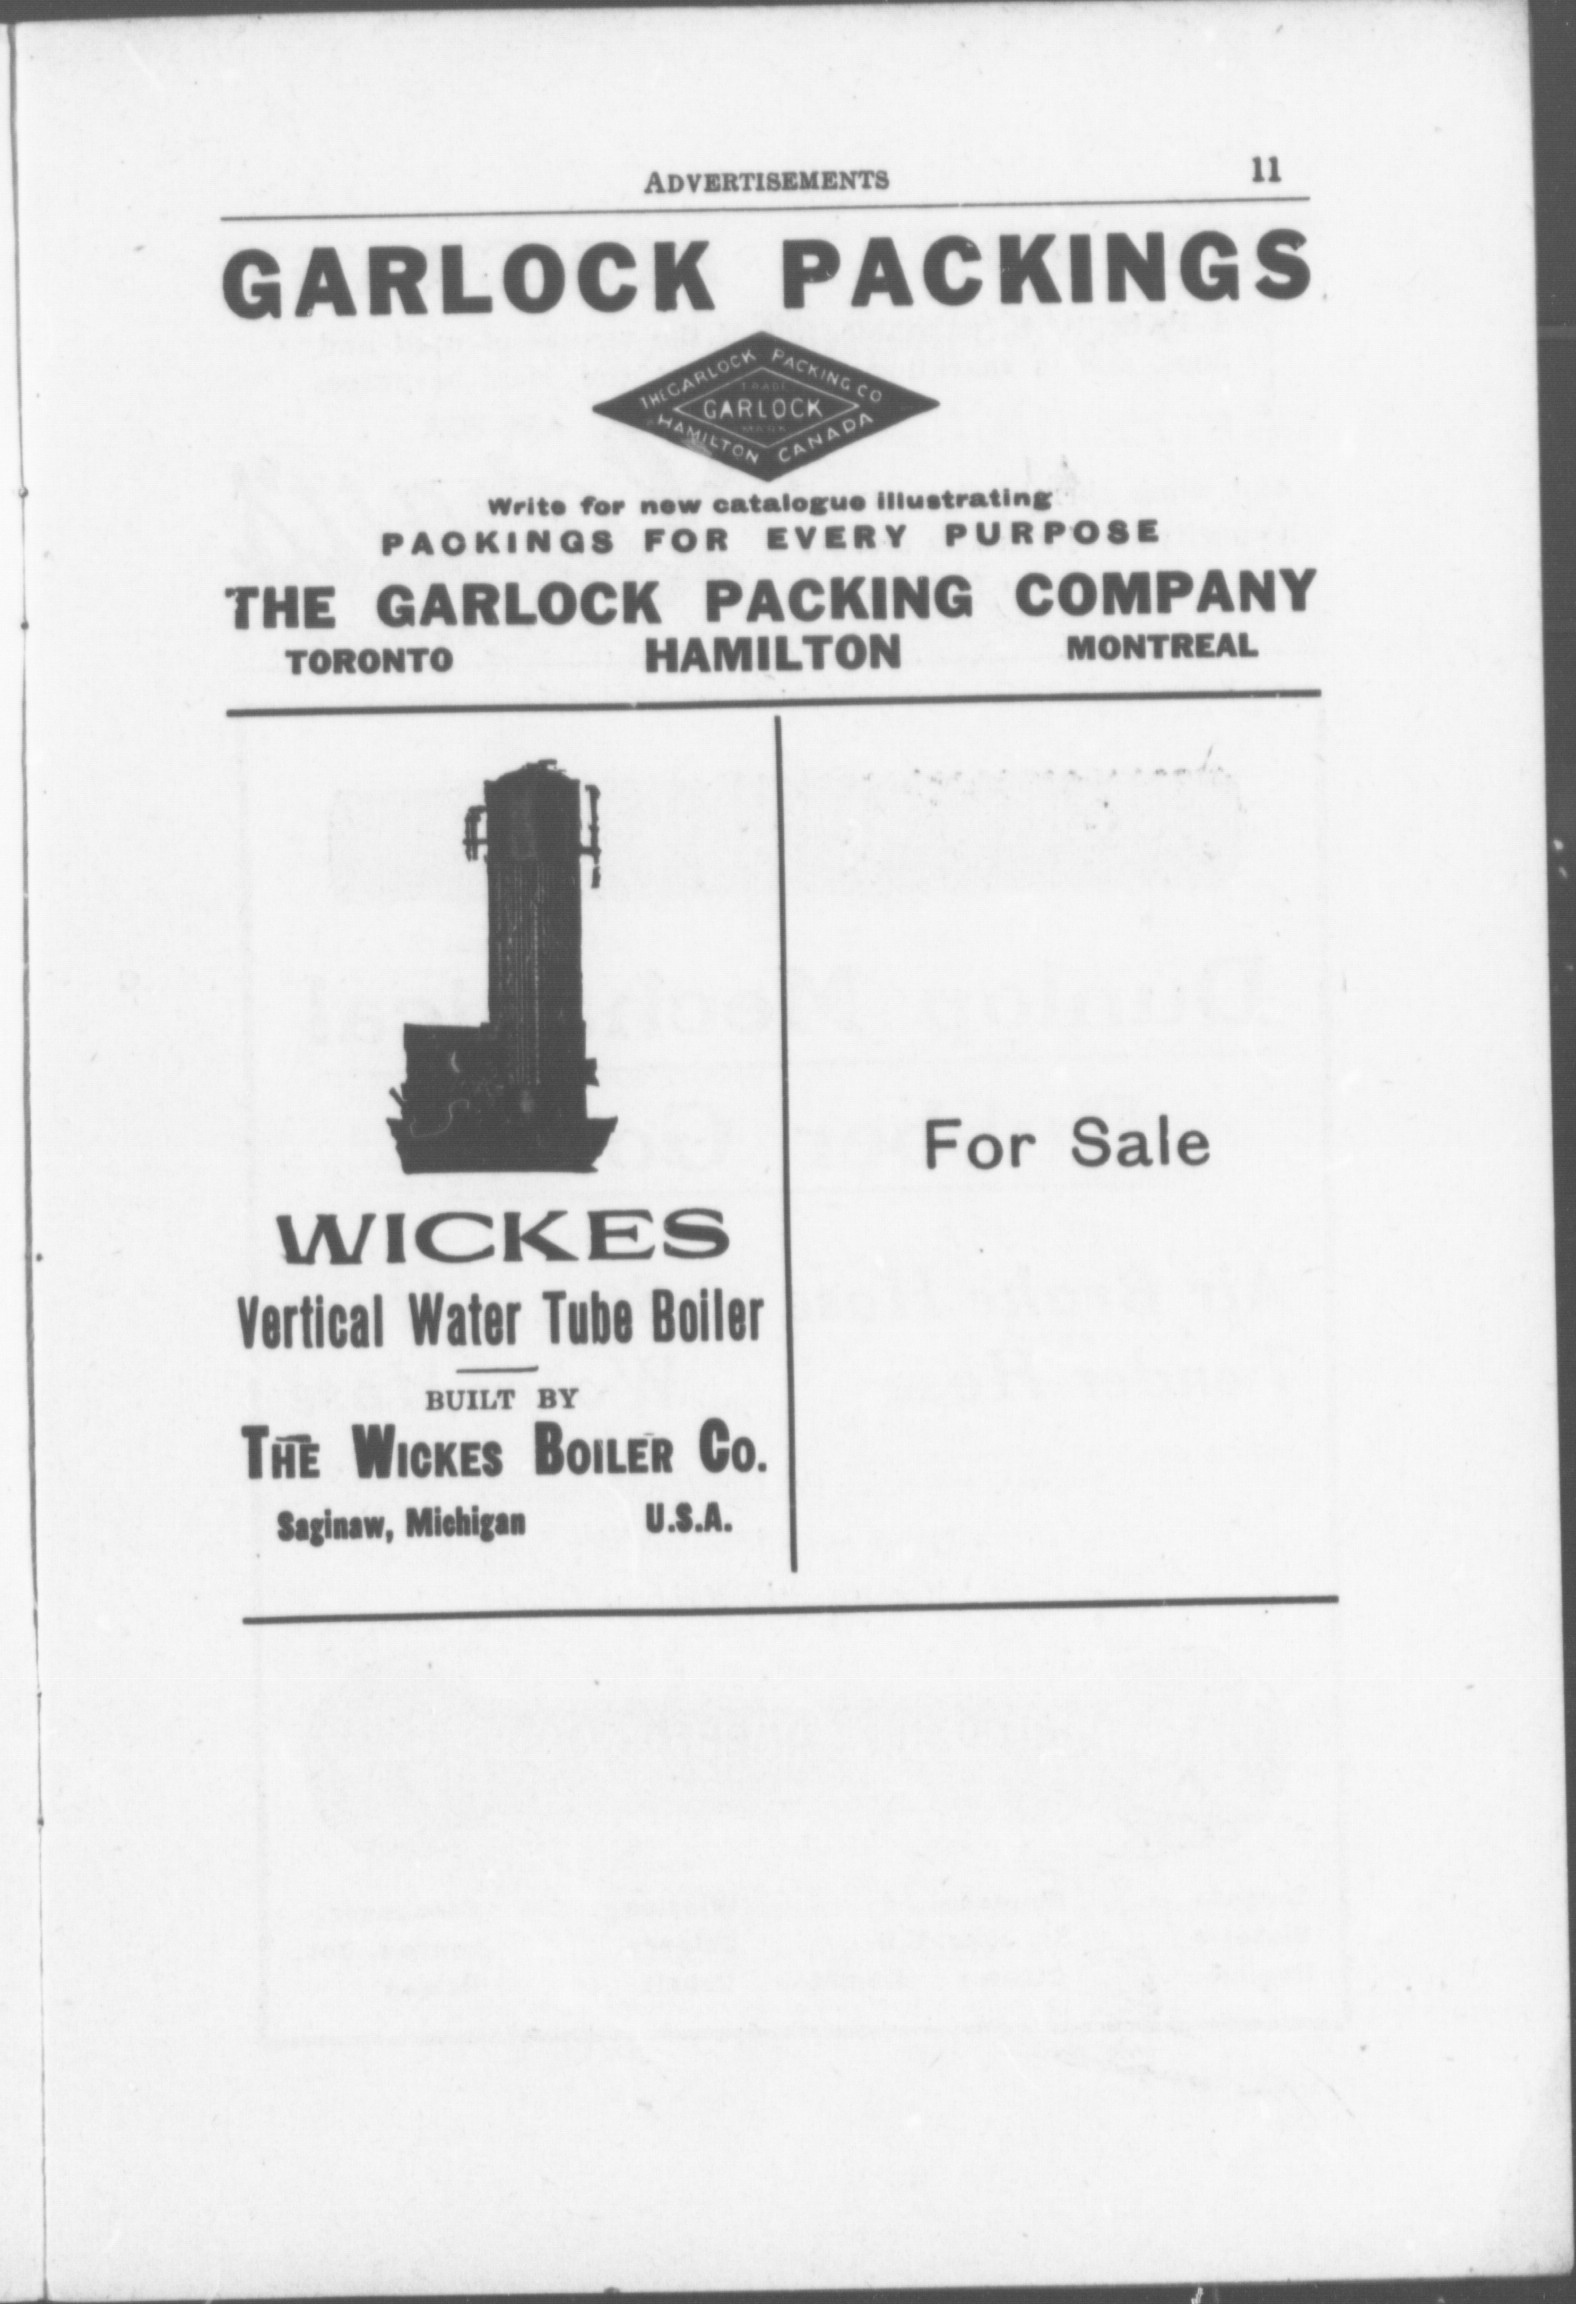 ADVERTISEMENTS 11
GARLOCK PACKINGS
THE GARLOCK PACKING CO
TRADE
GARLOCK
MARK
HAMILTON CANADA
Write for new catalogue illustrating
PACKINGS FOR EVERY PURPOSE
THE GARLOCK PACKING COMPANY
TORONTO HAMILTON MONTREAL
WICKES
Vertical Water Tube Boiler
BUILT BY
THE WICKES BOILER CO.
Saginaw, Michigan U.S.A.
For Sale